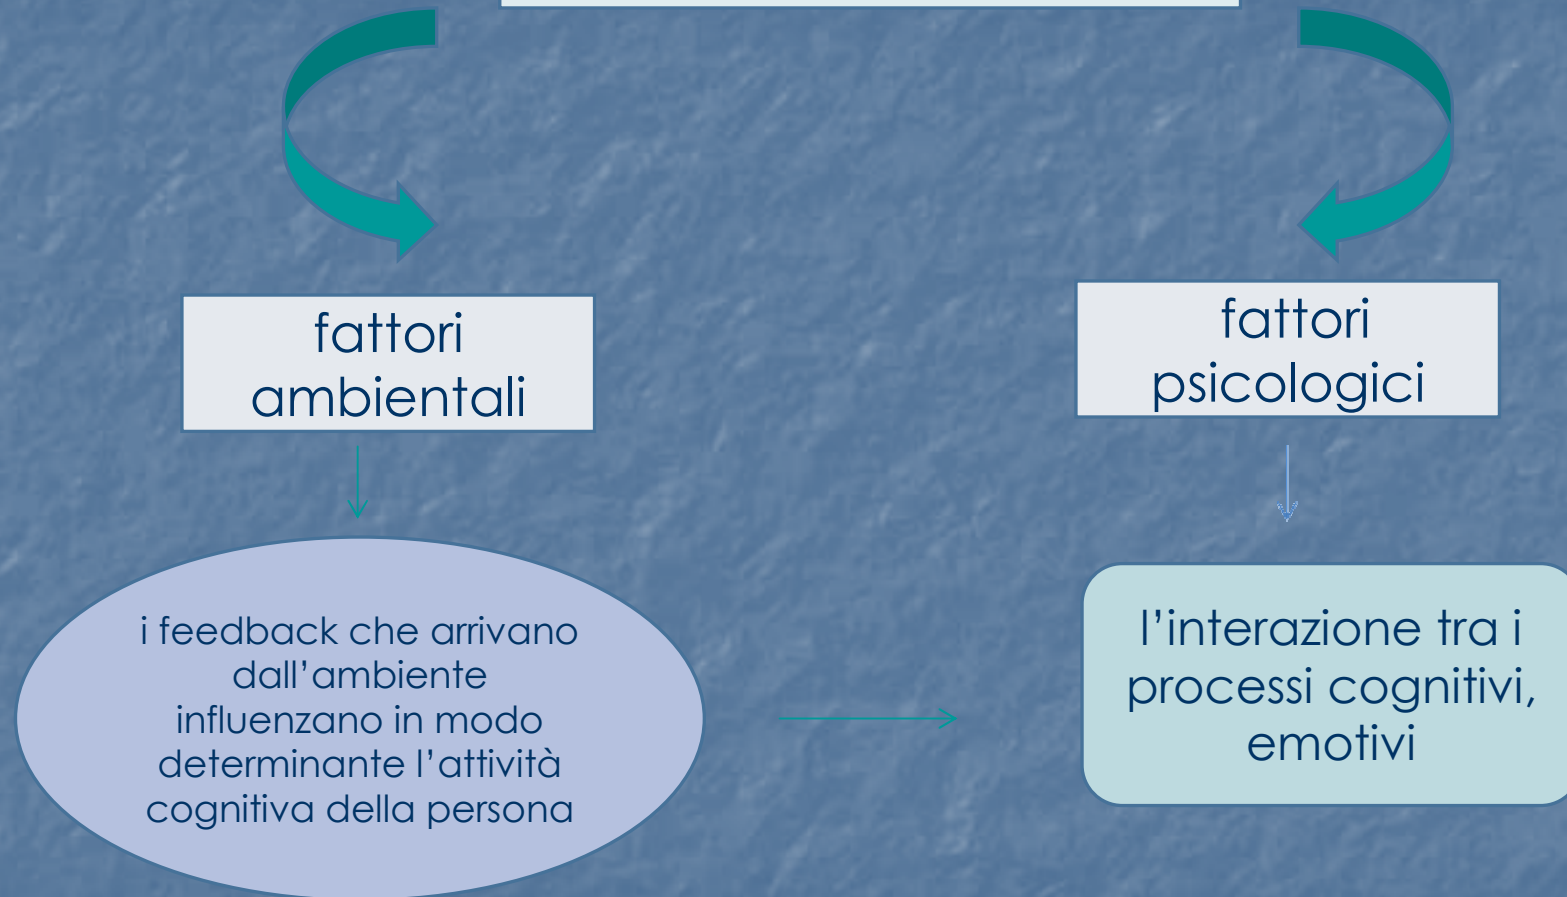 fattori
ambientali
fattori
psicologici
i feedback che arrivano
dall’ambiente
influenzano in modo
determinante l’attività
cognitiva della persona
l’interazione tra i
processi cognitivi,
emotivi